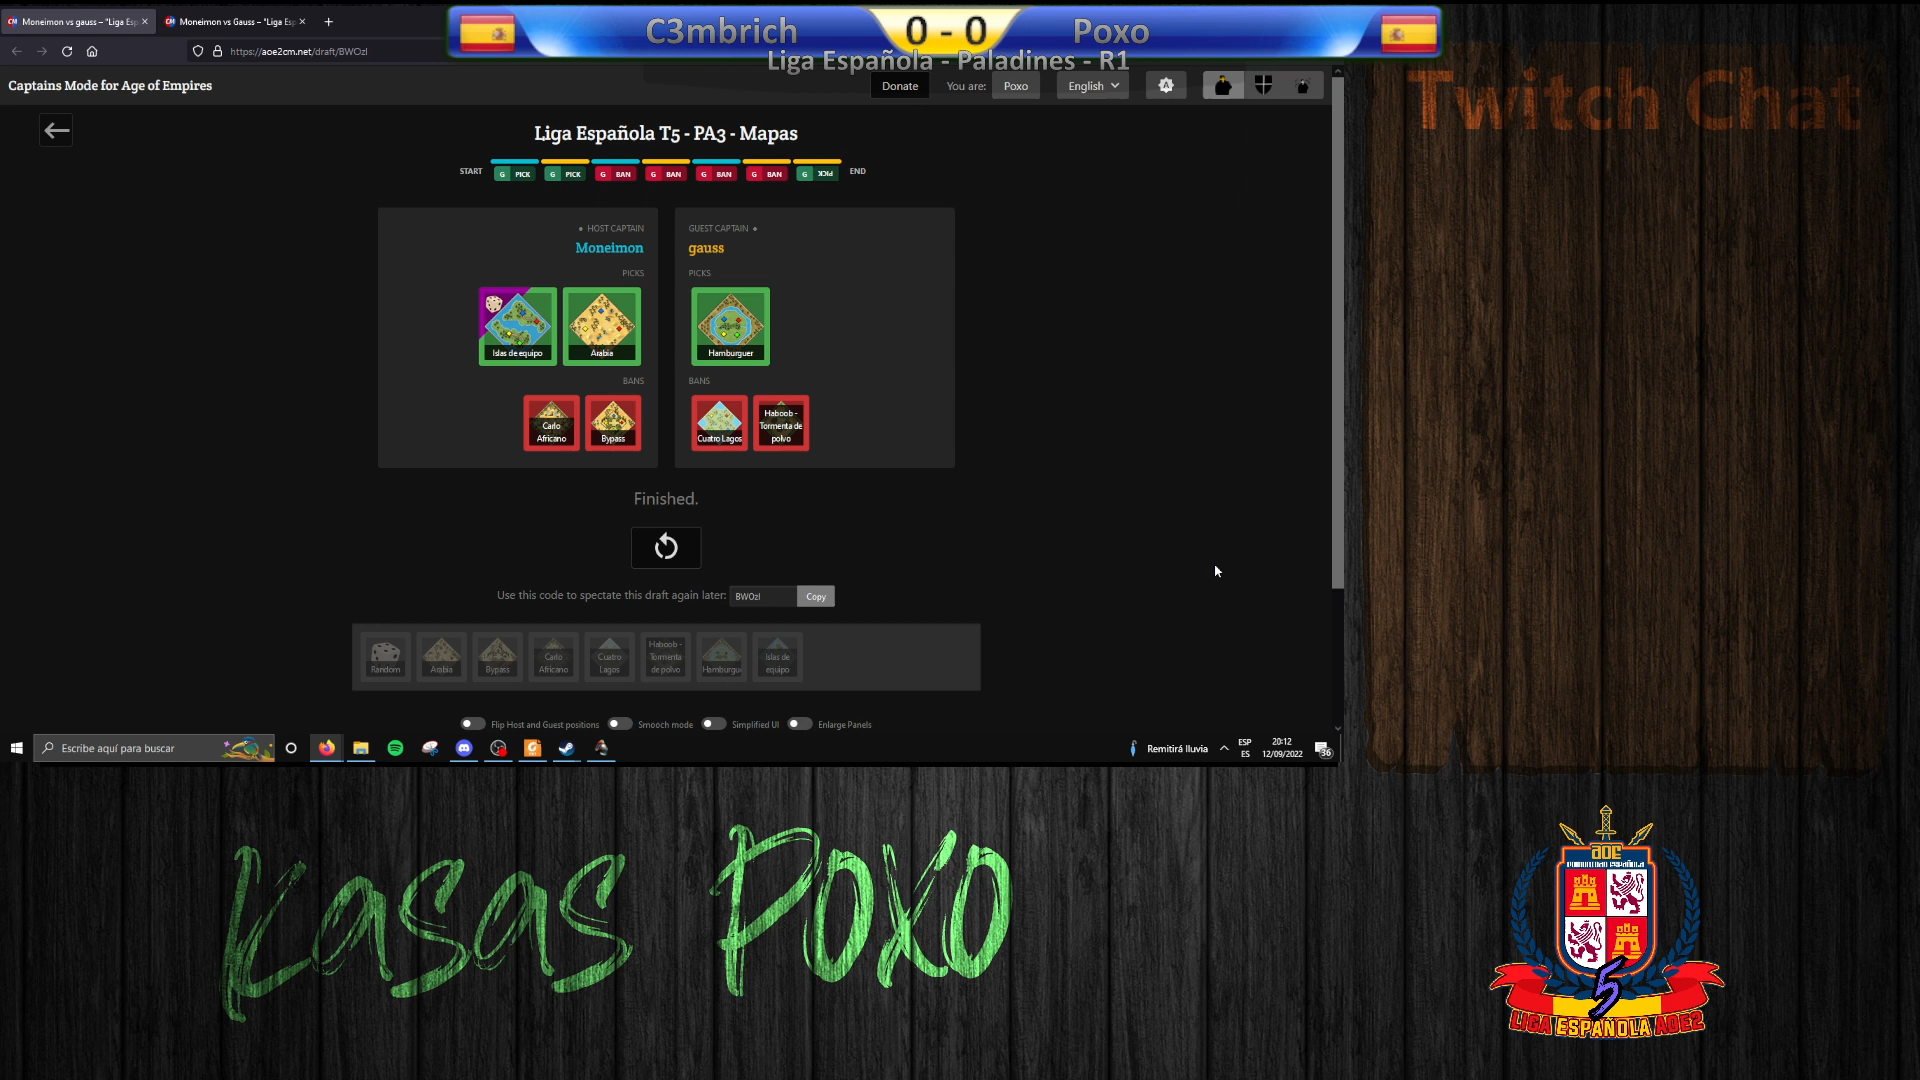 Moneimon vs gauss – "Liga Esp
Moneimon vs Gauss – "Liga Esp
https://aoe2cm.net/draft/BWOzl
C3mbrich
0 - 0
Poxo
Liga Española - Paladines - R1
Captains Mode for Age of Empires
Donate
You are:
Poxo
English
Twitch Chat
Liga Española T5 - PA3 - Mapas
START
G PICK
G PICK
G BAN
G BAN
G BAN
G BAN
G PICK
END
HOST CAPTAIN
Moneimon
PICKS
Islas de equipo
Arabia
BANS
Carlo Africano
Bypass
GUEST CAPTAIN
gauss
PICKS
Hamburguer
BANS
Cuatro Lagos
Haboob - Tormenta de polvo
Finished.
Use this code to spectate this draft again later:
BWOzl
Copy
Random
Arabia
Bypass
Carlo Africano
Cuatro Lagos
Haboob - Tormenta de polvo
Hamburgu
Islas de equipo
Flip Host and Guest positions
Smooch mode
Simplified UI
Enlarge Panels
Escribe aquí para buscar
Remitirá lluvia
ESP
ES
20:12
12/09/2022
36
Kasas Poxo
AOE
5
LIGA ESPAÑOLA AOE2